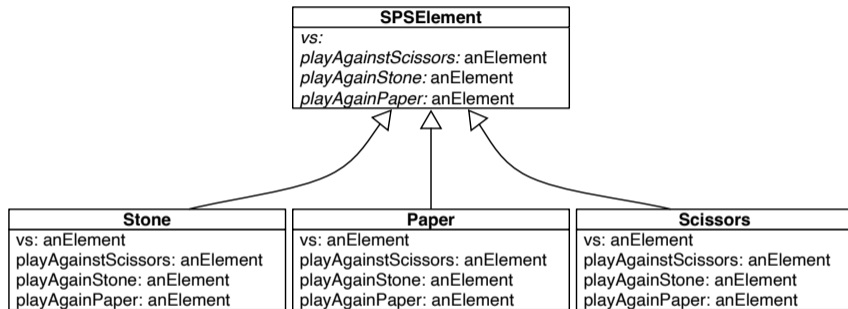 SPSElement
vs:
playAgainstScissors: anElement
playAgainStone: anElement
playAgainPaper: anElement
Stone
vs: anElement
playAgainstScissors: anElement
playAgainStone: anElement
playAgainPaper: anElement
Paper
vs: anElement
playAgainstScissors: anElement
playAgainStone: anElement
playAgainPaper: anElement
Scissors
vs: anElement
playAgainstScissors: anElement
playAgainStone: anElement
playAgainPaper: anElement